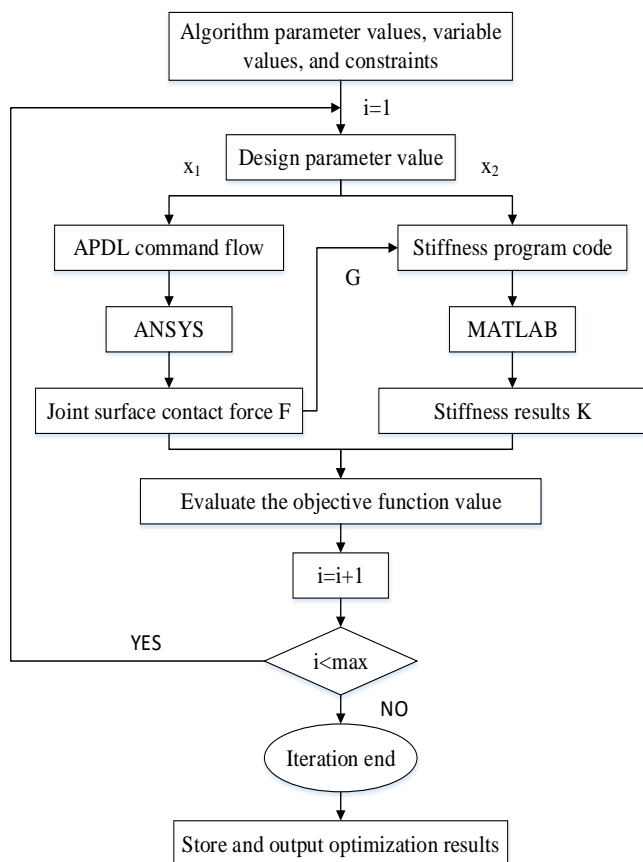 Algorithm parameter values, variable
values, and constraints
i=1
Design parameter value
x₁
x₂
APDL command flow
Stiffness program code
G
ANSYS
MATLAB
Joint surface contact force F
Stiffness results K
Evaluate the objective function value
i=i+1
YES
i<max
NO
Iteration end
Store and output optimization results